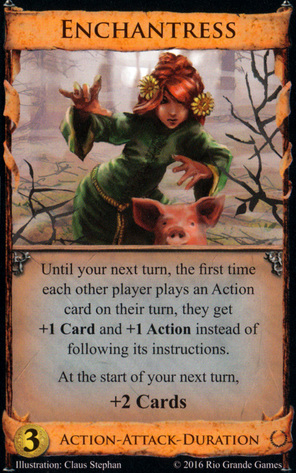 Enchantress
Until your next turn, the first time
each other player plays an Action
card on their turn, they get
+1 Card and +1 Action instead of
following its instructions.
At the start of your next turn,
+2 Cards
3 Action-Attack-Duration
Illustration: Claus Stephan © 2016 Rio Grande Games